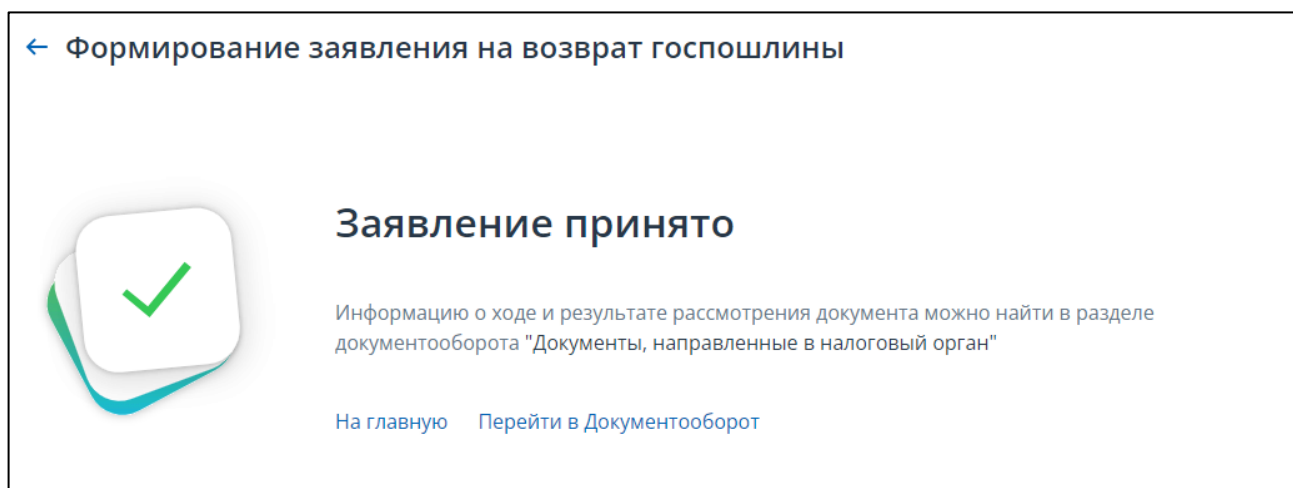 ← Формирование заявления на возврат госпошлины
Заявление принято
Информацию о ходе и результате рассмотрения документа можно найти в разделе
документооборота "Документы, направленные в налоговый орган"
На главную Перейти в Документооборот